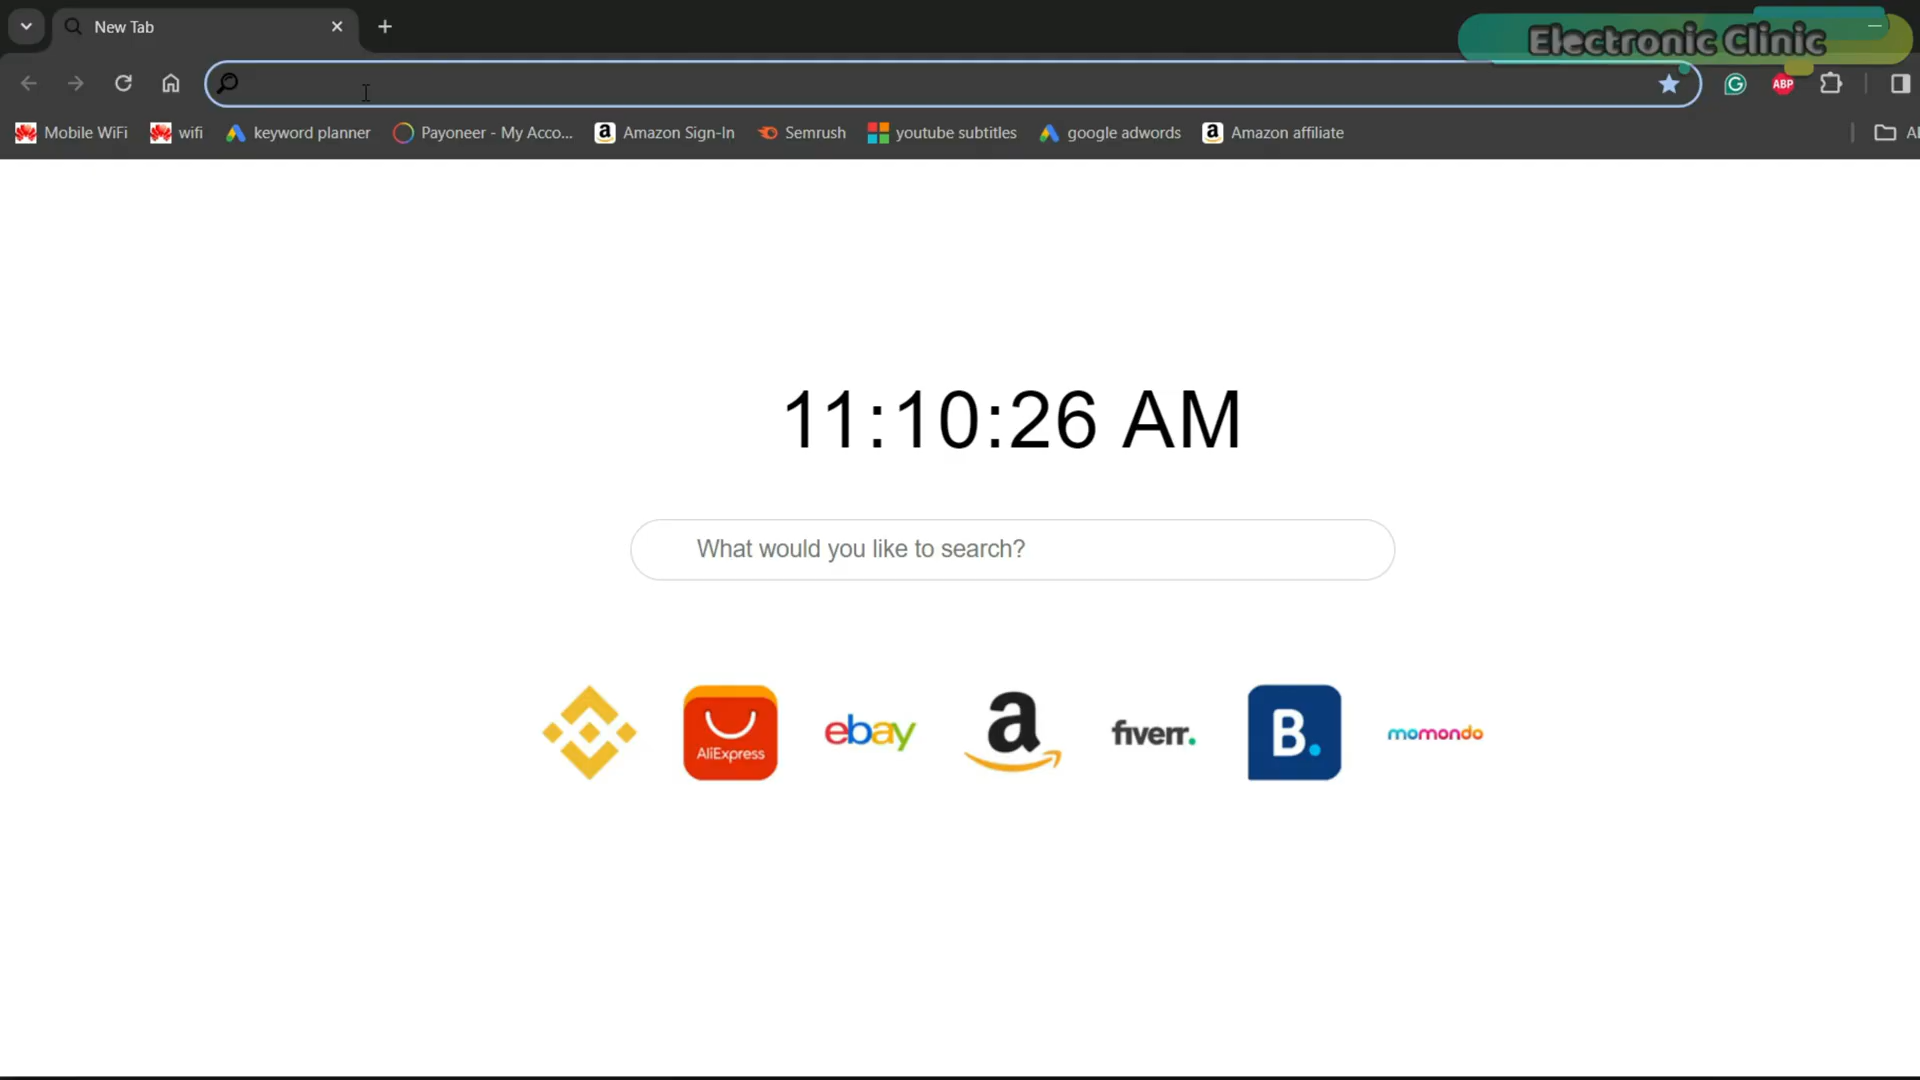 New Tab
Electronic Clinic
ABP
Mobile WiFi
wifi
keyword planner
Payoneer - My Acco...
Amazon Sign-In
Semrush
youtube subtitles
google adwords
Amazon affiliate
11:10:26 AM
What would you like to search?
AliExpress
ebay
a
fiverr.
B.
momondo